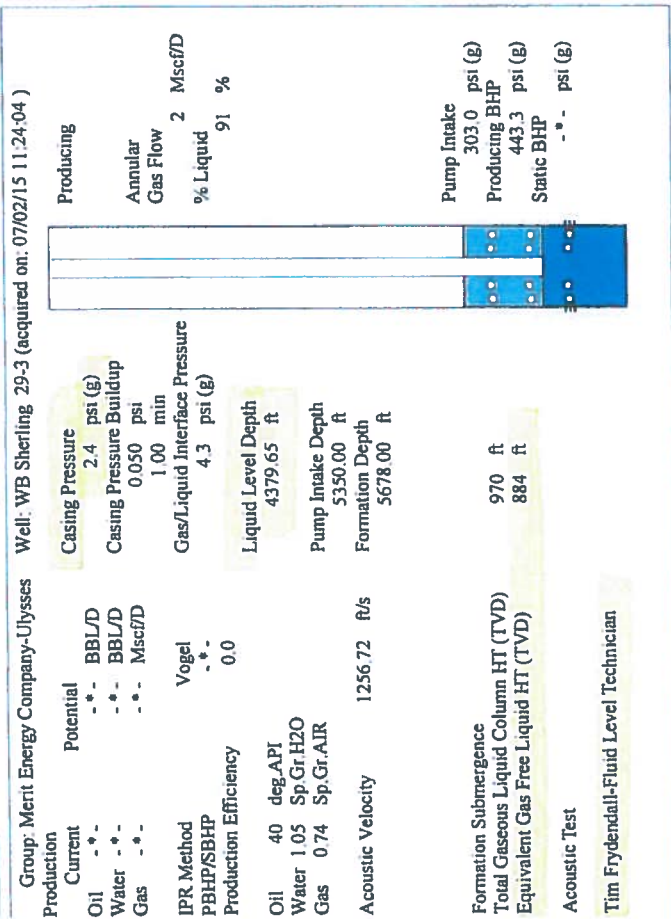 Group: Merit Energy Company-Ulysses Well: WB Sherling 29-3 (acquired on: 07/02/15 11:24:04 )
Production
Current Potential
Oil - * - - * - BBL/D
Water - * - - * - BBL/D
Gas - * - - * - Mscf/D
IPR Method Vogel
PBHP/SBHP - * -
Production Efficiency 0.0
Oil 40 deg.API
Water 1.05 Sp.Gr.H2O
Gas 0.74 Sp.Gr.AIR
Acoustic Velocity 1256.72 ft/s
Formation Submergence
Total Gaseous Liquid Column HT (TVD) 970 ft
Equivalent Gas Free Liquid HT (TVD) 884 ft
Acoustic Test
Tim Frydendall-Fluid Level Technician
Casing Pressure
2.4 psi (g)
Casing Pressure Buildup
0.050 psi
1.00 min
Gas/Liquid Interface Pressure
4.3 psi (g)
Liquid Level Depth
4379.65 ft
Pump Intake Depth
5350.00 ft
Formation Depth
5678.00 ft
Producing
Annular
Gas Flow
2 Mscf/D
% Liquid
91 %
Pump Intake
303.0 psi (g)
Producing BHP
443.3 psi (g)
Static BHP
- * - psi (g)